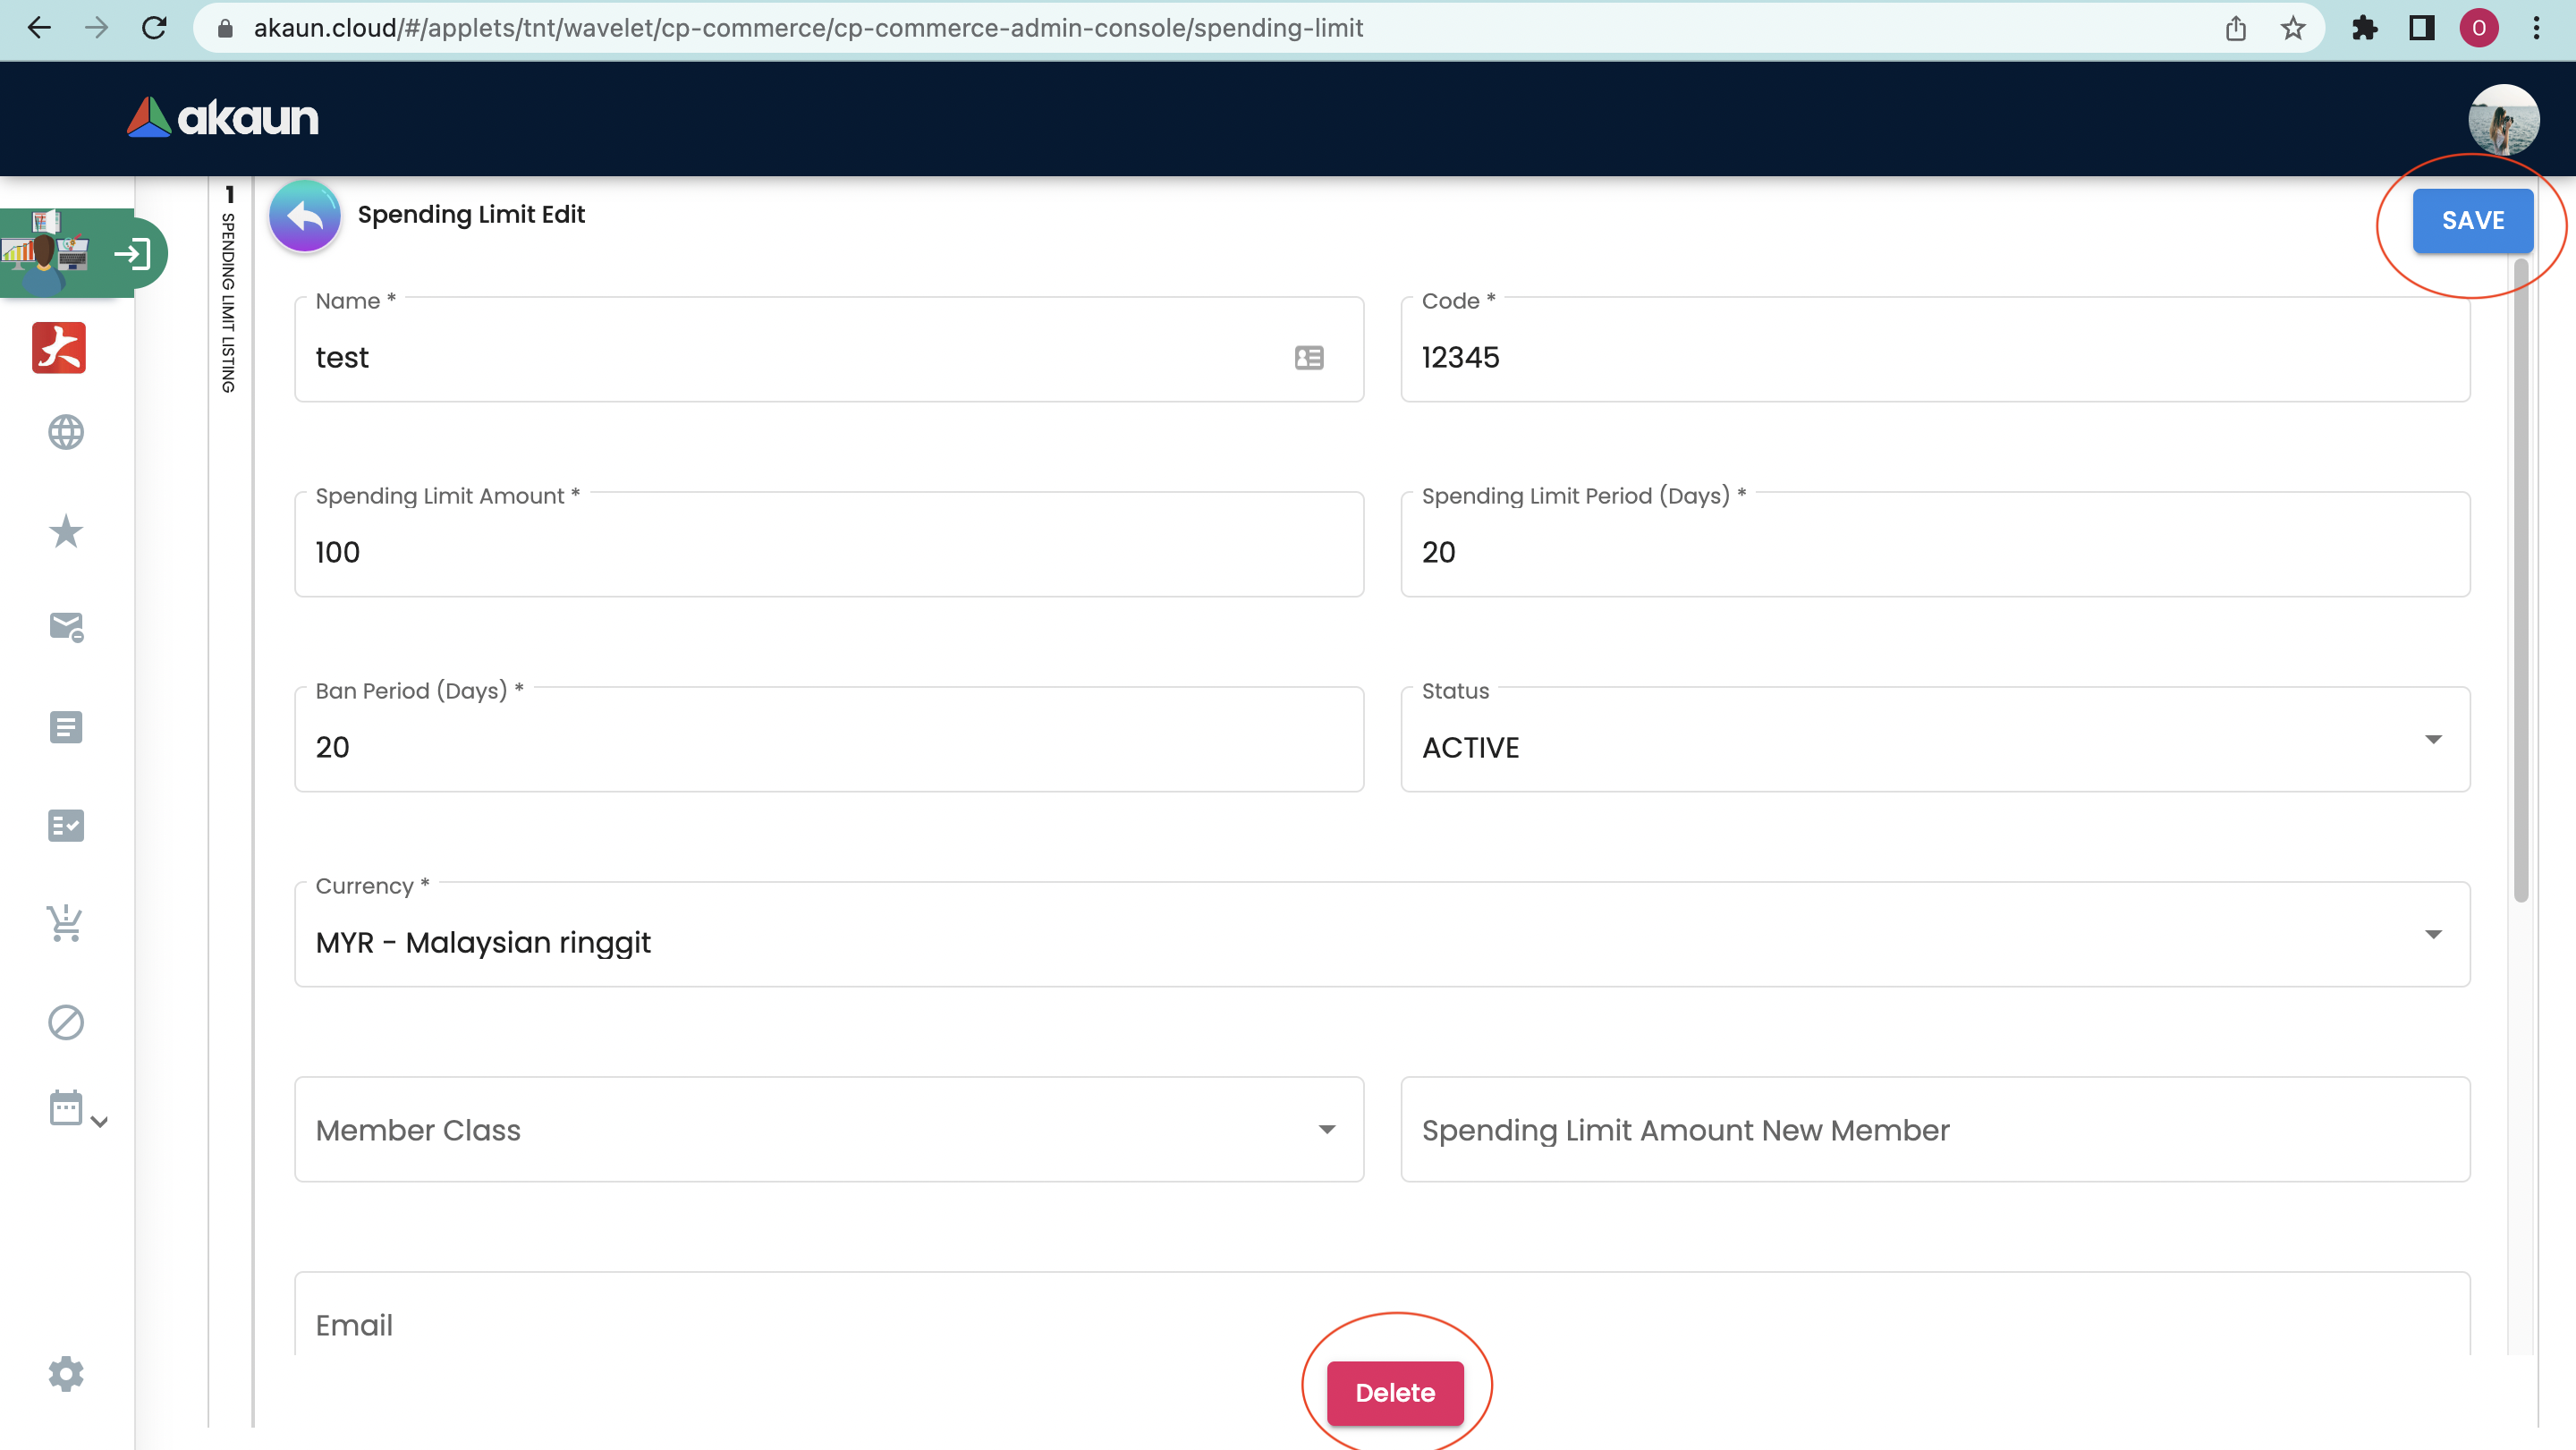 akaun.cloud/#/applets/tnt/wavelet/cp-commerce/cp-commerce-admin-console/spending-limit
O
akaun
1
SPENDING LIMIT LISTING
Spending Limit Edit
SAVE
Name *
test
Code *
12345
Spending Limit Amount *
100
Spending Limit Period (Days) *
20
Ban Period (Days) *
20
Status
ACTIVE
Currency *
MYR - Malaysian ringgit
Member Class
Spending Limit Amount New Member
Email
Delete